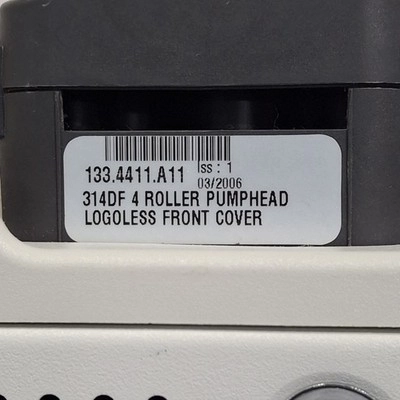 133.4411.A11 Iss : 1
03/2006
314DF 4 ROLLER PUMPHEAD
LOGOLESS FRONT COVER